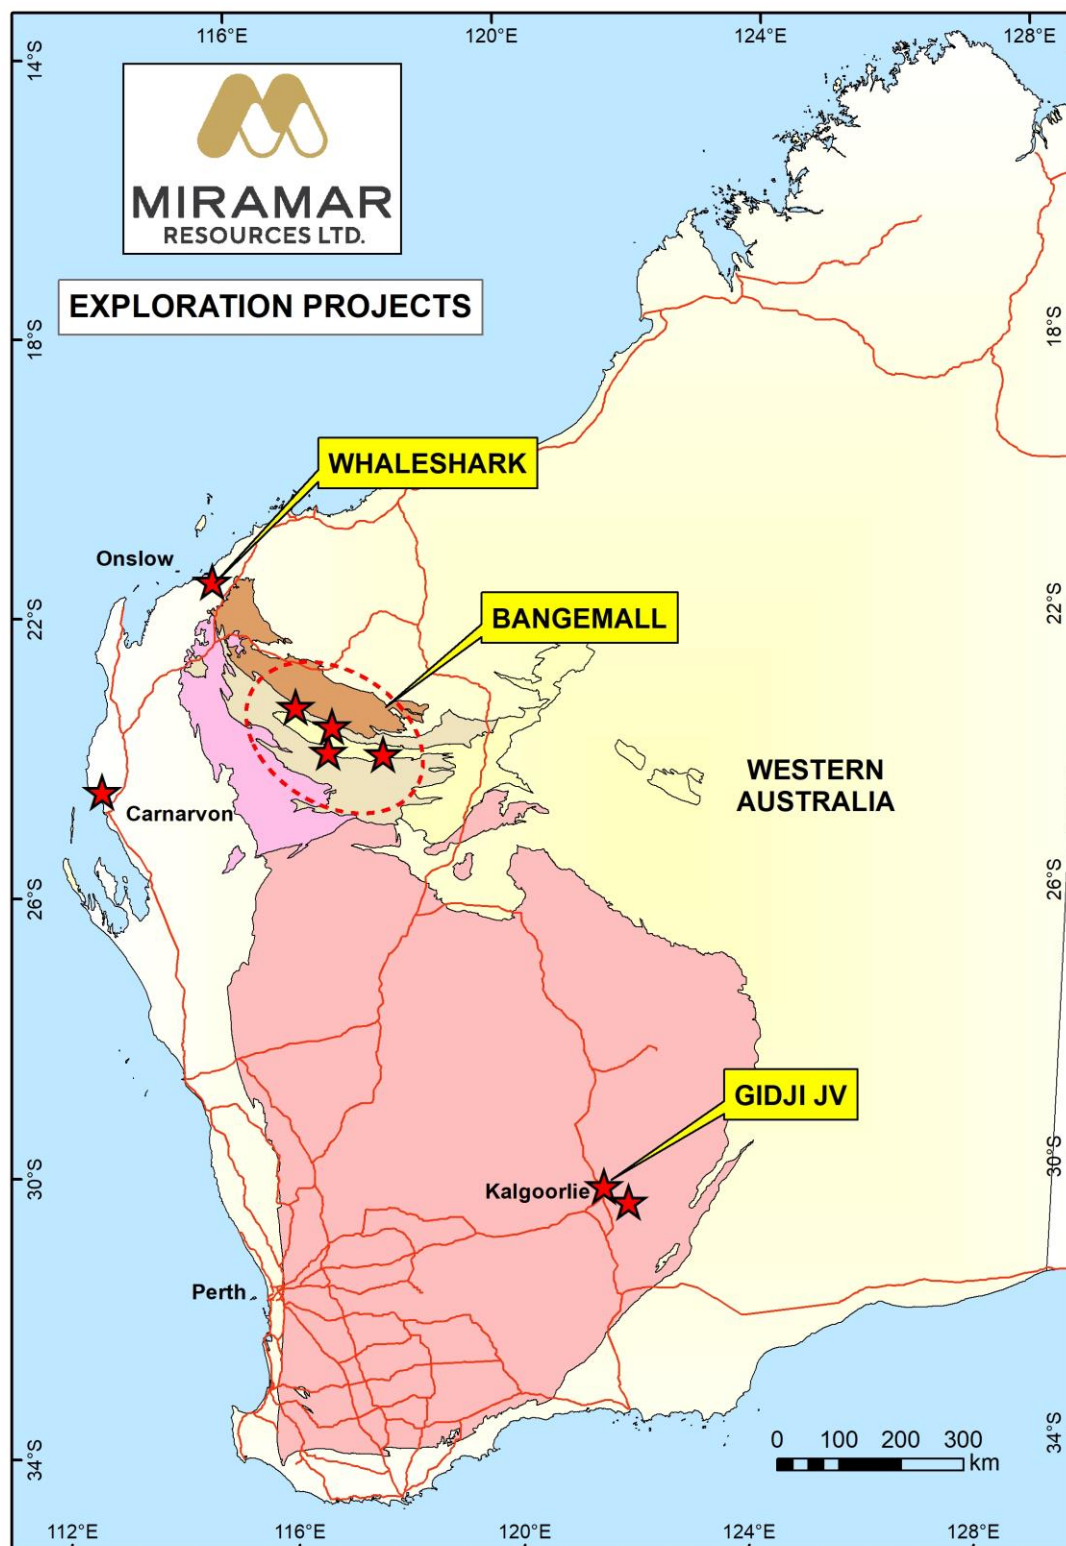 116°E
120°E
124°E
128°E
14°S
MIRAMAR
RESOURCES LTD.
EXPLORATION PROJECTS
18°S
18°S
WHALESHARK
Onslow
22°S
22°S
BANGEMALL
WESTERN
AUSTRALIA
Carnarvon
26°S
26°S
GIDJI JV
30°S
30°S
Kalgoorlie
Perth
34°S
34°S
0 100 200 300
km
112°E
116°E
120°E
124°E
128°E